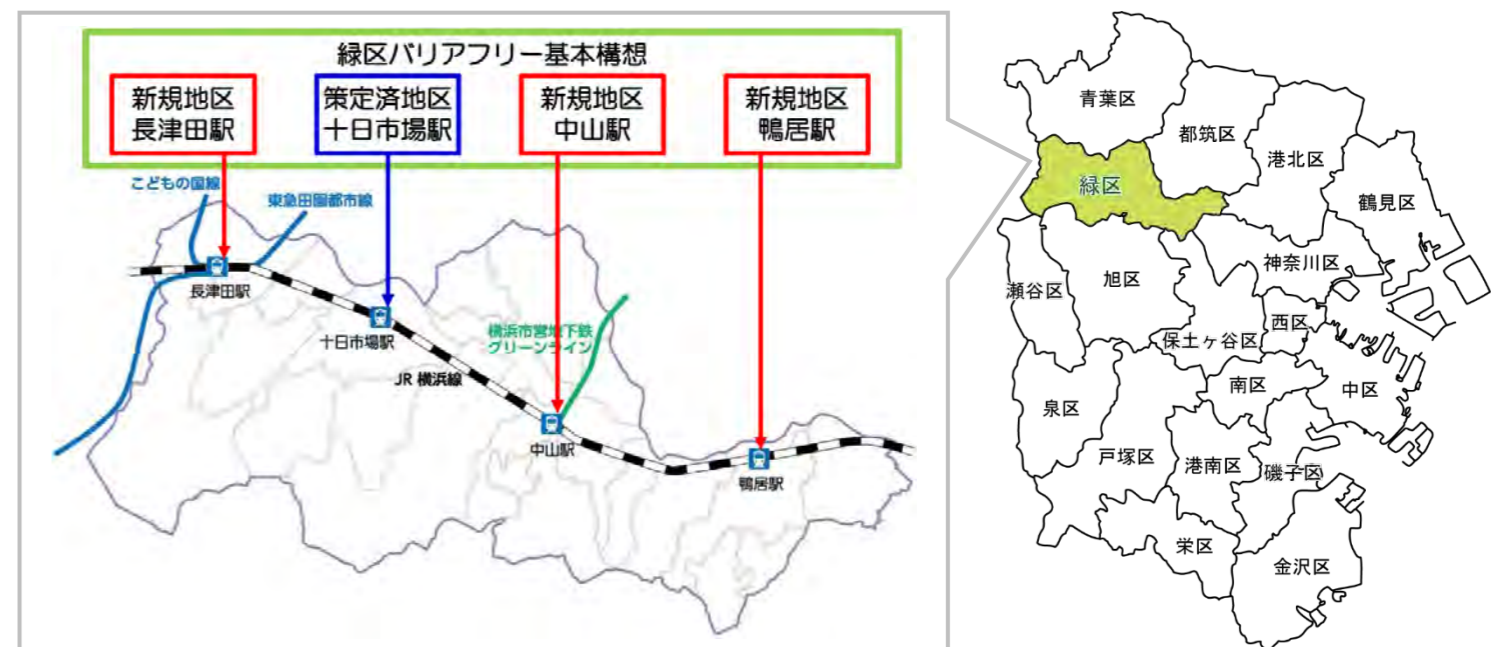 緑区バリアフリー基本構想
新規地区
長津田駅
策定済地区
十日市場駅
新規地区
中山駅
新規地区
鴨居駅
こどもの国線
東急田園都市線
長津田駅
十日市場駅
JR 横浜線
横浜市営地下鉄
グリーンライン
中山駅
鴨居駅
青葉区
都筑区
港北区
緑区
鶴見区
神奈川区
瀬谷区
旭区
西区
保土ヶ谷区
南区
中区
泉区
戸塚区
港南区
磯子区
栄区
金沢区